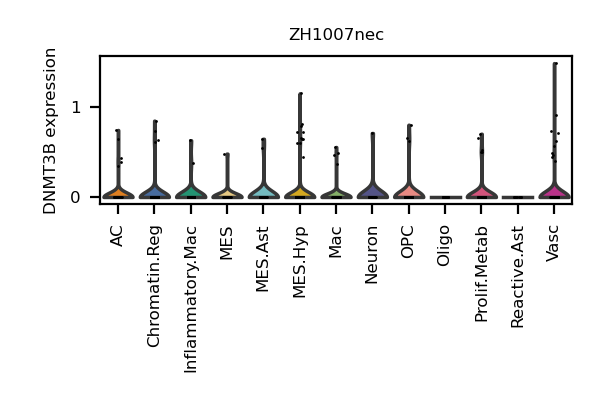 ZH1007nec
DNMT3B expression
1
0
AC
Chromatin.Reg
Inflammatory.Mac
MES
MES.Ast
MES.Hyp
Mac
Neuron
OPC
Oligo
Prolif.Metab
Reactive.Ast
Vasc